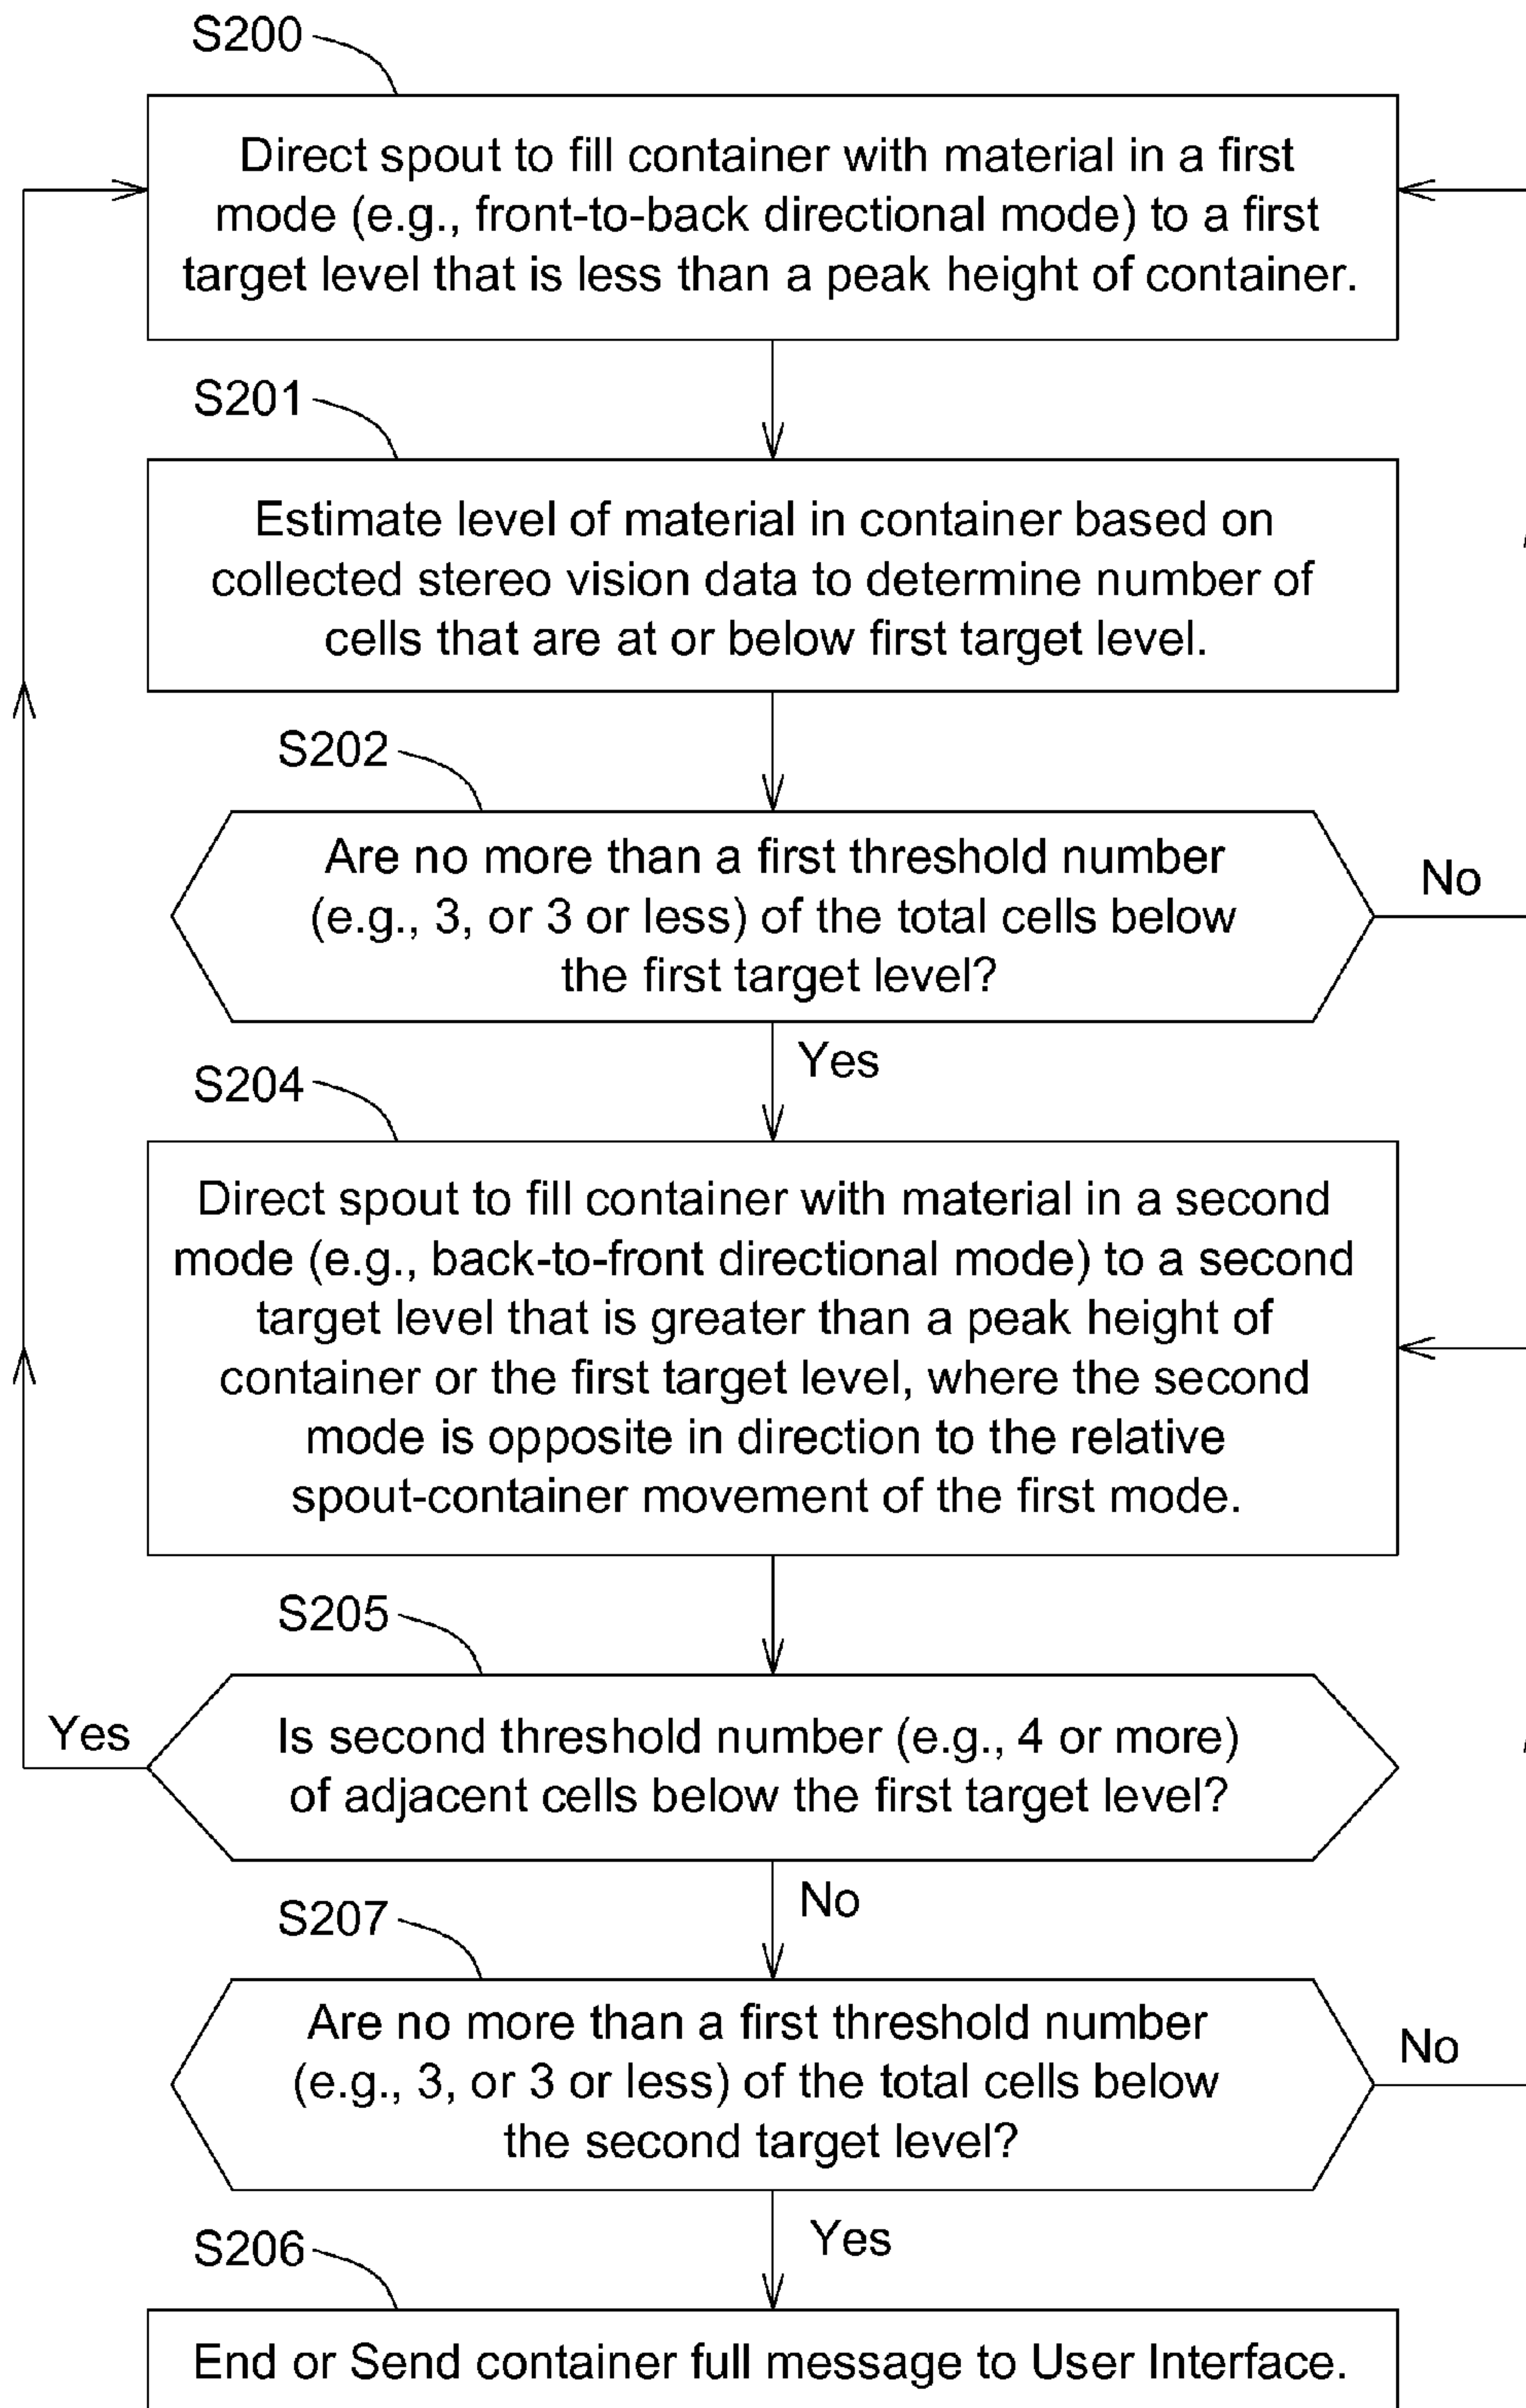 S200
Direct spout to fill container with material in a first
mode (e.g., front-to-back directional mode) to a first
target level that is less than a peak height of container.
S201
Estimate level of material in container based on
collected stereo vision data to determine number of
cells that are at or below first target level.
S202
Are no more than a first threshold number
(e.g., 3, or 3 or less) of the total cells below
the first target level?
No
Yes
S204
Direct spout to fill container with material in a second
mode (e.g., back-to-front directional mode) to a second
target level that is greater than a peak height of
container or the first target level, where the second
mode is opposite in direction to the relative
spout-container movement of the first mode.
S205
Yes
Is second threshold number (e.g., 4 or more)
of adjacent cells below the first target level?
No
S207
Are no more than a first threshold number
(e.g., 3, or 3 or less) of the total cells below
the second target level?
No
Yes
S206
End or Send container full message to User Interface.